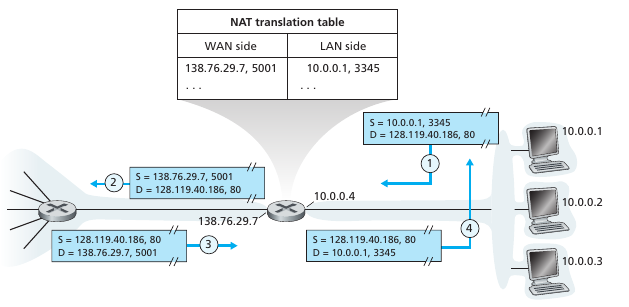 NAT translation table
WAN side LAN side
138.76.29.7, 5001 10.0.0.1, 3345
. . . . . .
S = 10.0.0.1, 3345
D = 128.119.40.186, 80
10.0.0.1
1
2
S = 138.76.29.7, 5001
D = 128.119.40.186, 80
10.0.0.4
10.0.0.2
138.76.29.7
4
S = 128.119.40.186, 80
D = 138.76.29.7, 5001
3
S = 128.119.40.186, 80
D = 10.0.0.1, 3345
10.0.0.3